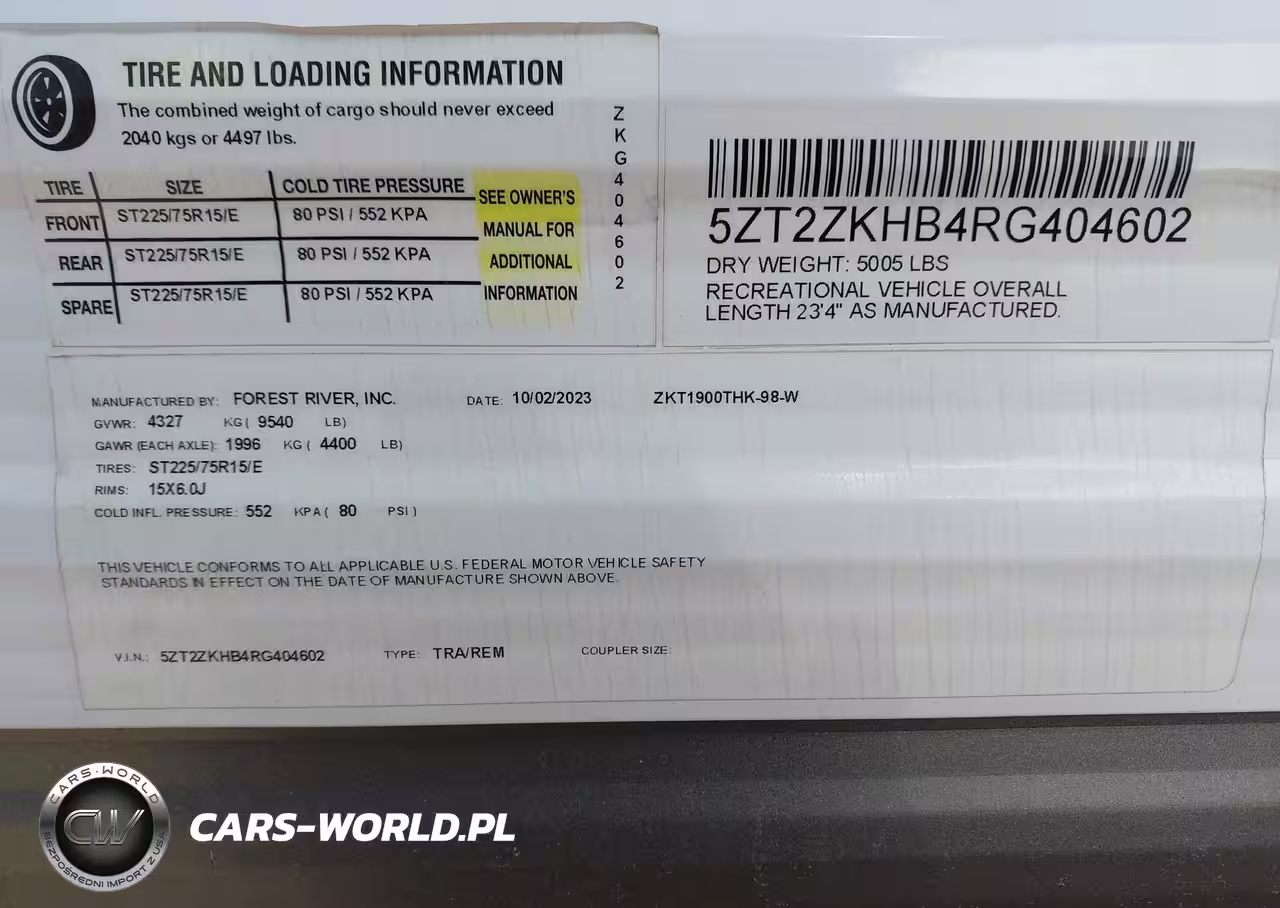 TIRE AND LOADING INFORMATION
The combined weight of cargo should never exceed
2040 kgs or 4497 lbs.
TIRE SIZE COLD TIRE PRESSURE
FRONT ST225/75R15/E 80 PSI / 552 KPA
REAR ST225/75R15/E 80 PSI / 552 KPA
SPARE ST225/75R15/E 80 PSI / 552 KPA
SEE OWNER'S
MANUAL FOR
ADDITIONAL
INFORMATION
ZKG404602
5ZT2ZKHB4RG404602
DRY WEIGHT: 5005 LBS
RECREATIONAL VEHICLE OVERALL
LENGTH 23'4" AS MANUFACTURED.
MANUFACTURED BY: FOREST RIVER, INC. DATE: 10/02/2023 ZKT1900THK-98-W
GVWR: 4327 KG ( 9540 LB)
GAWR (EACH AXLE): 1996 KG ( 4400 LB)
TIRES: ST225/75R15/E
RIMS: 15X6.0J
COLD INFL. PRESSURE: 552 KPA ( 80 PSI )
THIS VEHICLE CONFORMS TO ALL APPLICABLE U.S. FEDERAL MOTOR VEHICLE SAFETY
STANDARDS IN EFFECT ON THE DATE OF MANUFACTURE SHOWN ABOVE.
V.I.N.: 5ZT2ZKHB4RG404602 TYPE: TRA/REM COUPLER SIZE:
CARS-WORLD
CW
BEZPOŚREDNI IMPORT Z USA
CARS-WORLD.PL